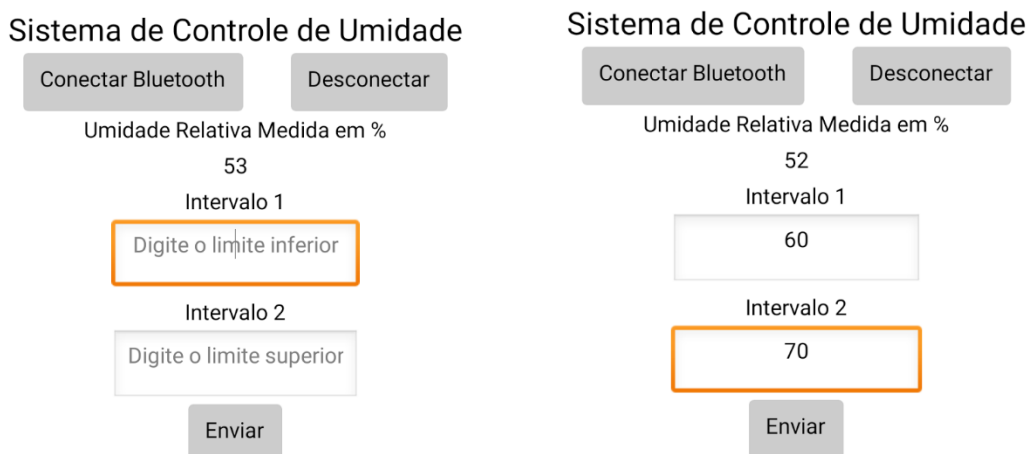 Sistema de Controle de Umidade
Conectar Bluetooth
Desconectar
Umidade Relativa Medida em %
53
Intervalo 1
Digite o limite inferior
Intervalo 2
Digite o limite superior
Enviar
Sistema de Controle de Umidade
Conectar Bluetooth
Desconectar
Umidade Relativa Medida em %
52
Intervalo 1
60
Intervalo 2
70
Enviar